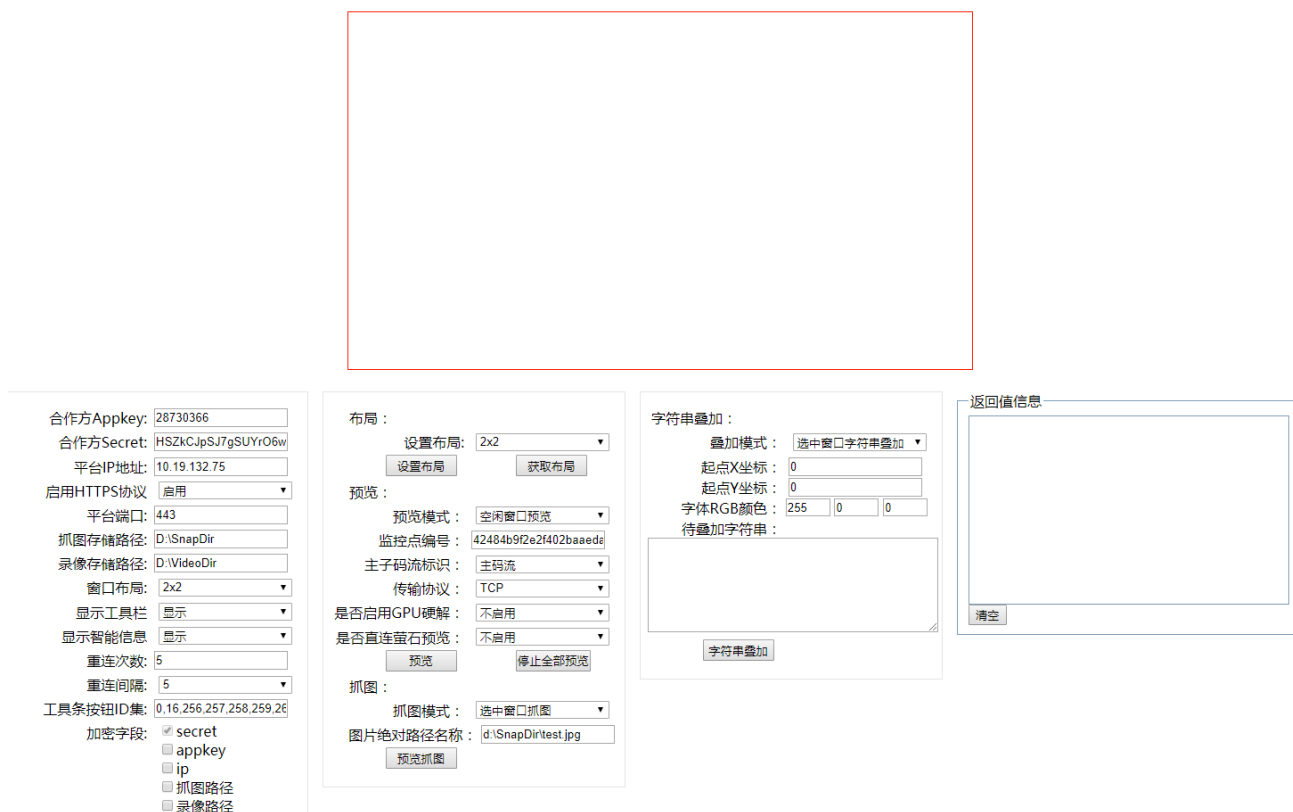 合作方Appkey: 28730366
合作方Secret: HSZkCJpSJ7gSUYrO6w
平台IP地址: 10.19.132.75
启用HTTPS协议 启用
平台端口: 443
抓图存储路径: D:\SnapDir
录像存储路径: D:\VideoDir
窗口布局: 2x2
显示工具栏 显示
显示智能信息 显示
重连次数: 5
重连间隔: 5
工具条按钮ID集: 0,16,256,257,258,259,26
加密字段: secret
appkey
ip
抓图路径
录像路径
布局：
设置布局: 2x2
设置布局 获取布局
预览：
预览模式： 空闲窗口预览
监控点编号： 42484b9f2e2f402baaeda
主子码流标识： 主码流
传输协议： TCP
是否启用GPU硬解： 不启用
是否直连萤石预览： 不启用
预览 停止全部预览
抓图：
抓图模式： 选中窗口抓图
图片绝对路径名称： d:\SnapDir\test.jpg
预览抓图
字符串叠加：
叠加模式： 选中窗口字符串叠加
起点X坐标： 0
起点Y坐标： 0
字体RGB颜色： 255 0 0
待叠加字符串：
字符串叠加
返回值信息
清空